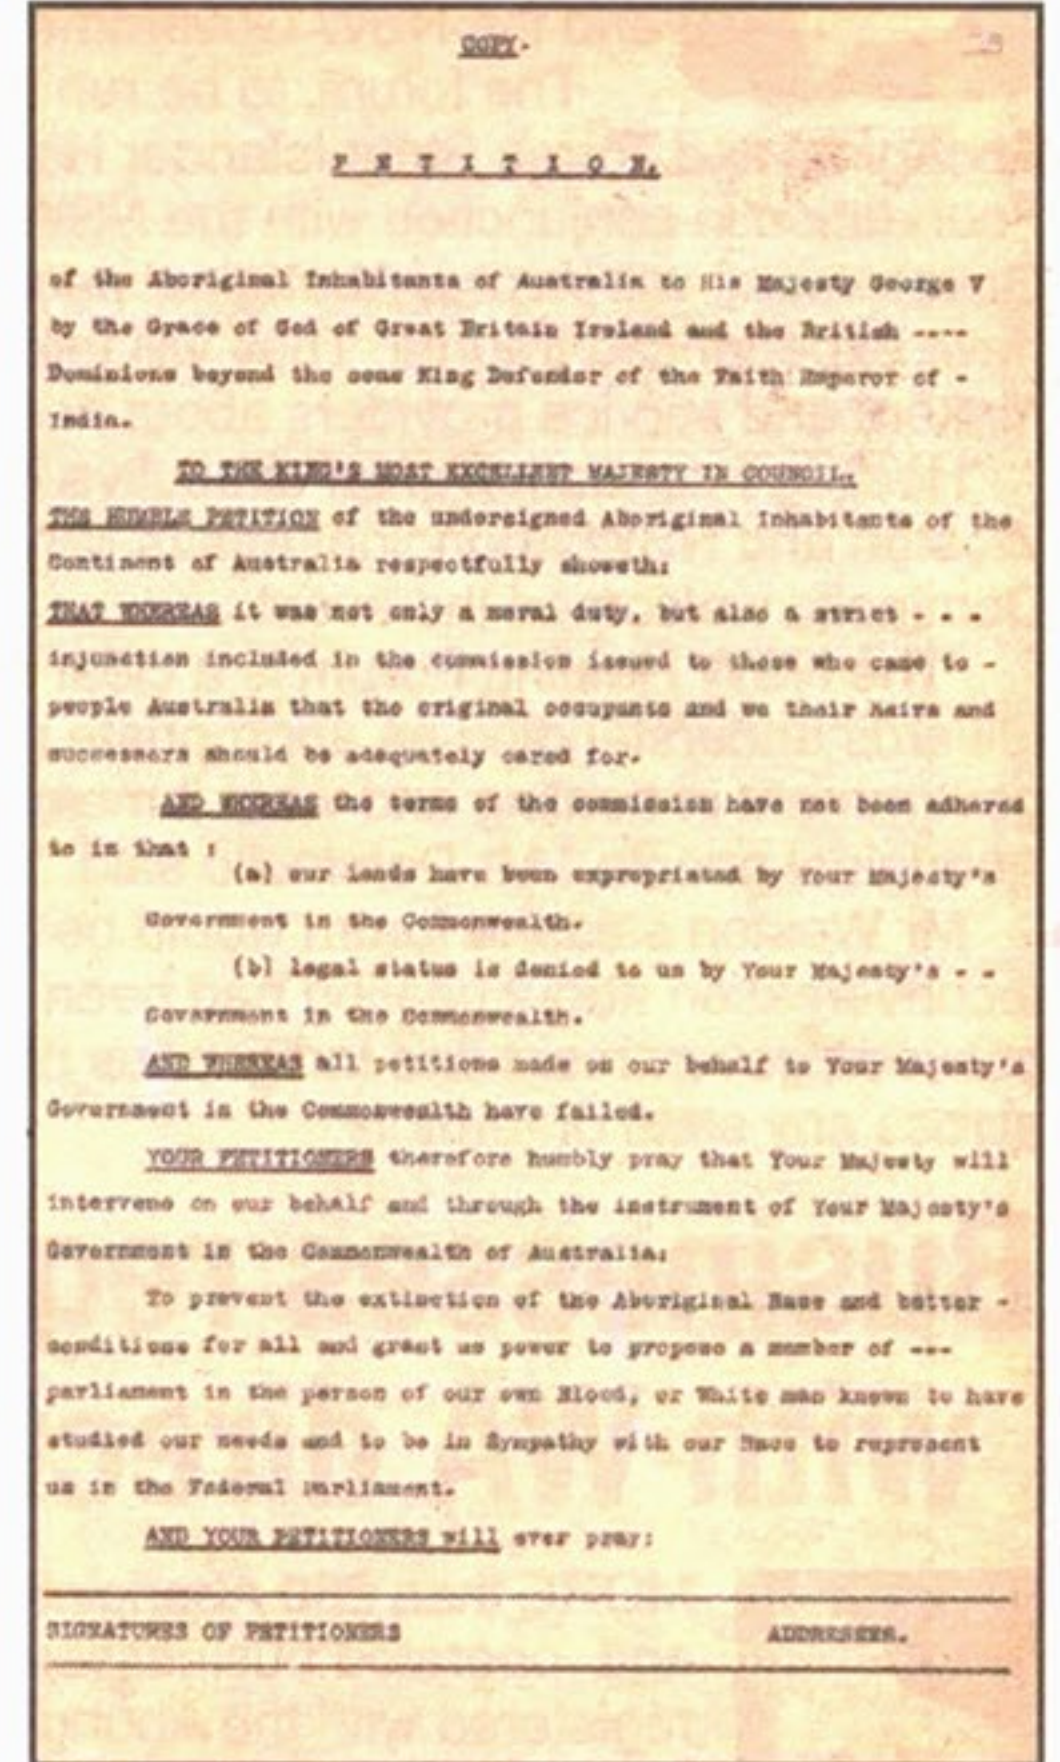 COPY.
P E T I T I O N.
of the Aboriginal Inhabitants of Australia to His Majesty George V
by the Grace of God of Great Britain Ireland and the British ----
Dominions beyond the seas King Defender of the Faith Emperor of -
India.
TO THE KING'S MOST EXCELLENT MAJESTY IN COUNCIL.
THE HUMBLE PETITION of the undersigned Aboriginal Inhabitants of the
Continent of Australia respectfully showeth:
THAT WHEREAS it was not only a moral duty, but also a strict - - -
injunction included in the commission issued to those who came to -
people Australia that the original occupants and we their heirs and
successors should be adequately cared for.
AND WHEREAS the terms of the commission have not been adhered
to in that :
(a) our lands have been expropriated by Your Majesty's
Government in the Commonwealth.
(b) legal status is denied to us by Your Majesty's - -
Government in the Commonwealth.
AND WHEREAS all petitions made on our behalf to Your Majesty's
Government in the Commonwealth have failed.
YOUR PETITIONERS therefore humbly pray that Your Majesty will
intervene on our behalf and through the instrument of Your Majesty's
Government in the Commonwealth of Australia:
To prevent the extinction of the Aboriginal Race and better -
conditions for all and grant us power to propose a member of ---
parliament in the person of our own Blood, or White man known to have
studied our needs and to be in Sympathy with our Race to represent
us in the Federal Parliament.
AND YOUR PETITIONERS will ever pray:
SIGNATURES OF PETITIONERS
ADDRESSES.